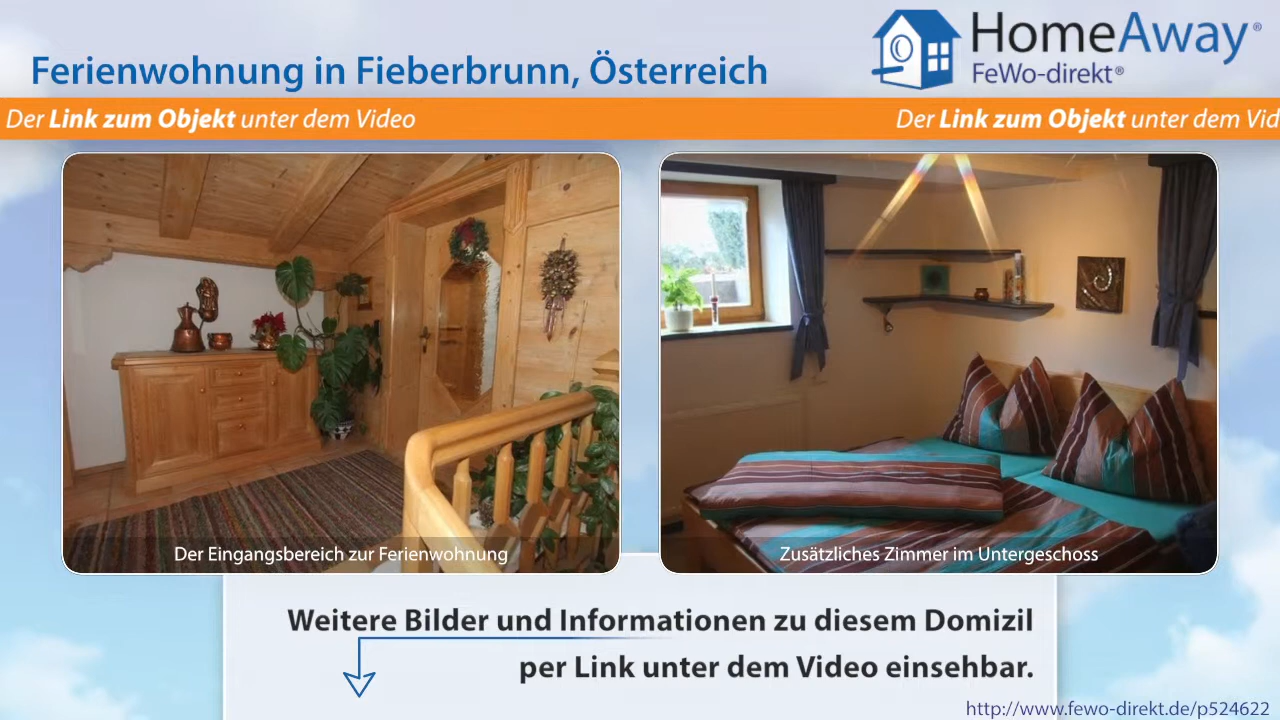 HomeAway®
FeWo-direkt®
Ferienwohnung in Fieberbrunn, Österreich
Der Link zum Objekt unter dem Video
Der Link zum Objekt unter dem Vid
Der Eingangsbereich zur Ferienwohnung
Zusätzliches Zimmer im Untergeschoss
Weitere Bilder und Informationen zu diesem Domizil
per Link unter dem Video einsehbar.
http://www.fewo-direkt.de/p524622